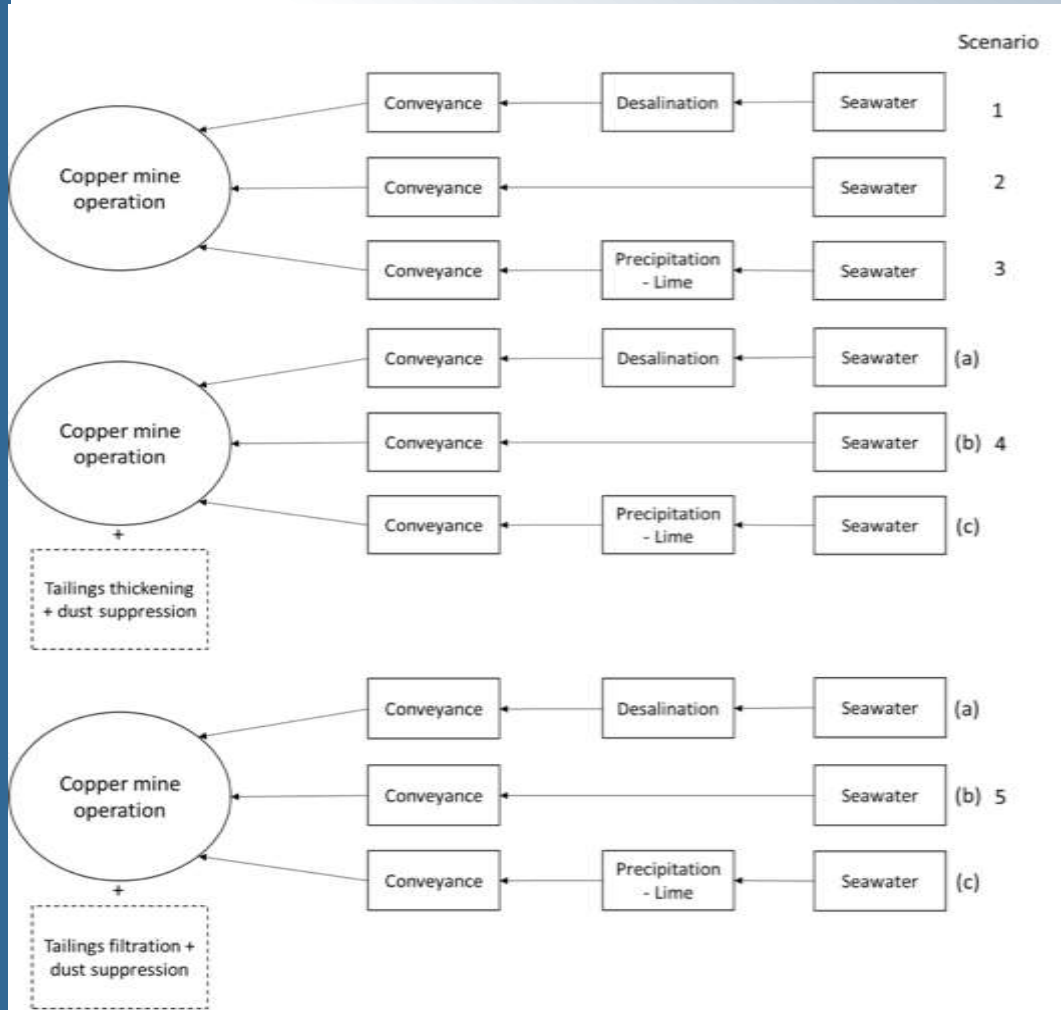 Scenario
Copper mine
operation
Conveyance
Desalination
Seawater
1
Conveyance
Seawater
2
Conveyance
Precipitation
- Lime
Seawater
3
Copper mine
operation
+
Tailings thickening
+ dust suppression
Conveyance
Desalination
Seawater
(a)
Conveyance
Seawater
(b) 4
Conveyance
Precipitation
- Lime
Seawater
(c)
Copper mine
operation
+
Tailings filtration +
dust suppression
Conveyance
Desalination
Seawater
(a)
Conveyance
Seawater
(b) 5
Conveyance
Precipitation
- Lime
Seawater
(c)